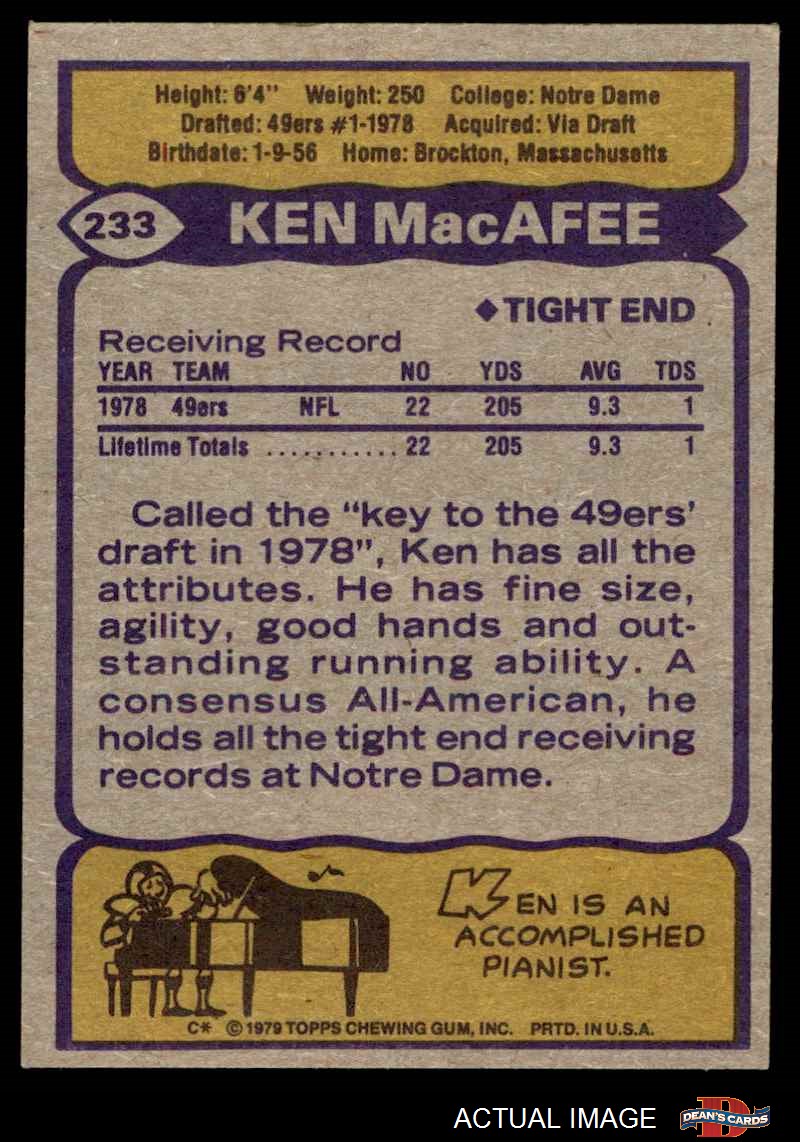 Height: 6'4" Weight: 250 College: Notre Dame
Drafted: 49ers #1-1978 Acquired: Via Draft
Birthdate: 1-9-56 Home: Brockton, Massachusetts
233 KEN MacAFEE
◆TIGHT END
Receiving Record
YEAR TEAM NO YDS AVG TDS
1978 49ers NFL 22 205 9.3 1
Lifetime Totals ........... 22 205 9.3 1
Called the "key to the 49ers'
draft in 1978", Ken has all the
attributes. He has fine size,
agility, good hands and out-
standing running ability. A
consensus All-American, he
holds all the tight end receiving
records at Notre Dame.
KEN IS AN
ACCOMPLISHED
PIANIST.
C* © 1979 TOPPS CHEWING GUM, INC. PRTD. IN U.S.A.
ACTUAL IMAGE
D
DEAN'S CARDS